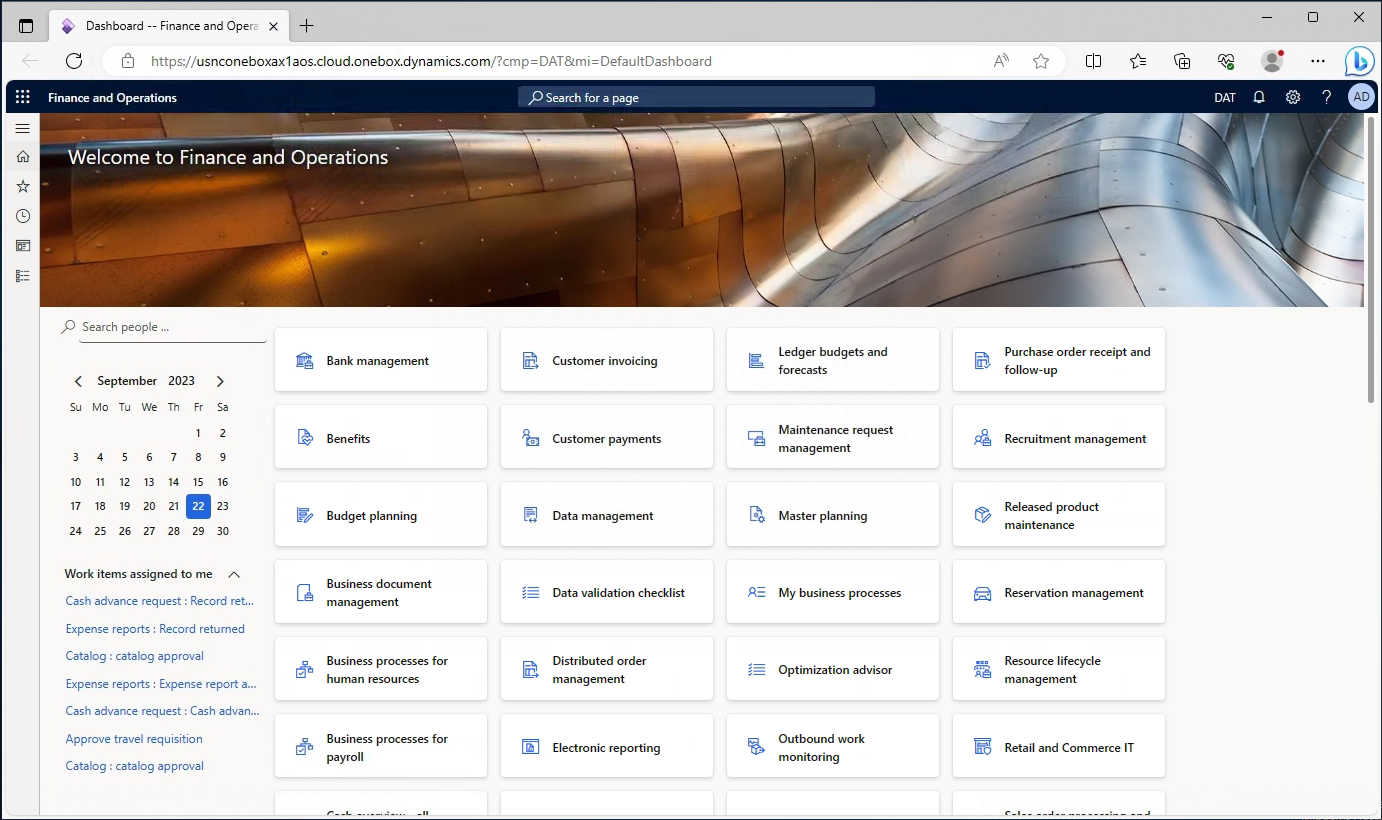 Dashboard -- Finance and Opera
https://usnconeboxax1aos.cloud.onebox.dynamics.com/?cmp=DAT&mi=DefaultDashboard
Finance and Operations
Search for a page
DAT
AD
Welcome to Finance and Operations
Search people ...
September 2023
Su Mo Tu We Th Fr Sa
1 2
3 4 5 6 7 8 9
10 11 12 13 14 15 16
17 18 19 20 21 22 23
24 25 26 27 28 29 30
Work items assigned to me
Cash advance request : Record ret...
Expense reports : Record returned
Catalog : catalog approval
Expense reports : Expense report a...
Cash advance request : Cash advan...
Approve travel requisition
Catalog : catalog approval
Bank management
Customer invoicing
Ledger budgets and
forecasts
Purchase order receipt and
follow-up
Benefits
Customer payments
Maintenance request
management
Recruitment management
Budget planning
Data management
Master planning
Released product
maintenance
Business document
management
Data validation checklist
My business processes
Reservation management
Business processes for
human resources
Distributed order
management
Optimization advisor
Resource lifecycle
management
Business processes for
payroll
Electronic reporting
Outbound work
monitoring
Retail and Commerce IT
Cash overview - all
Sales order processing and